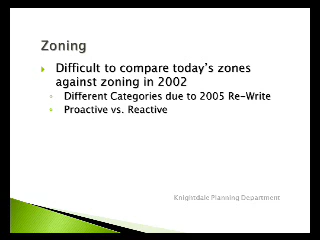 Zoning
Difficult to compare today's zones
against zoning in 2002
Different Categories due to 2005 Re-Write
Proactive vs. Reactive
Knightdale Planning Department